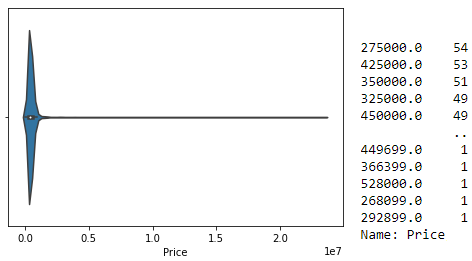 0.0 0.5 1.0 1.5 2.0
1e7
Price
275000.0 54
425000.0 53
350000.0 51
325000.0 49
450000.0 49
..
449699.0 1
366399.0 1
528000.0 1
268099.0 1
292899.0 1
Name: Price